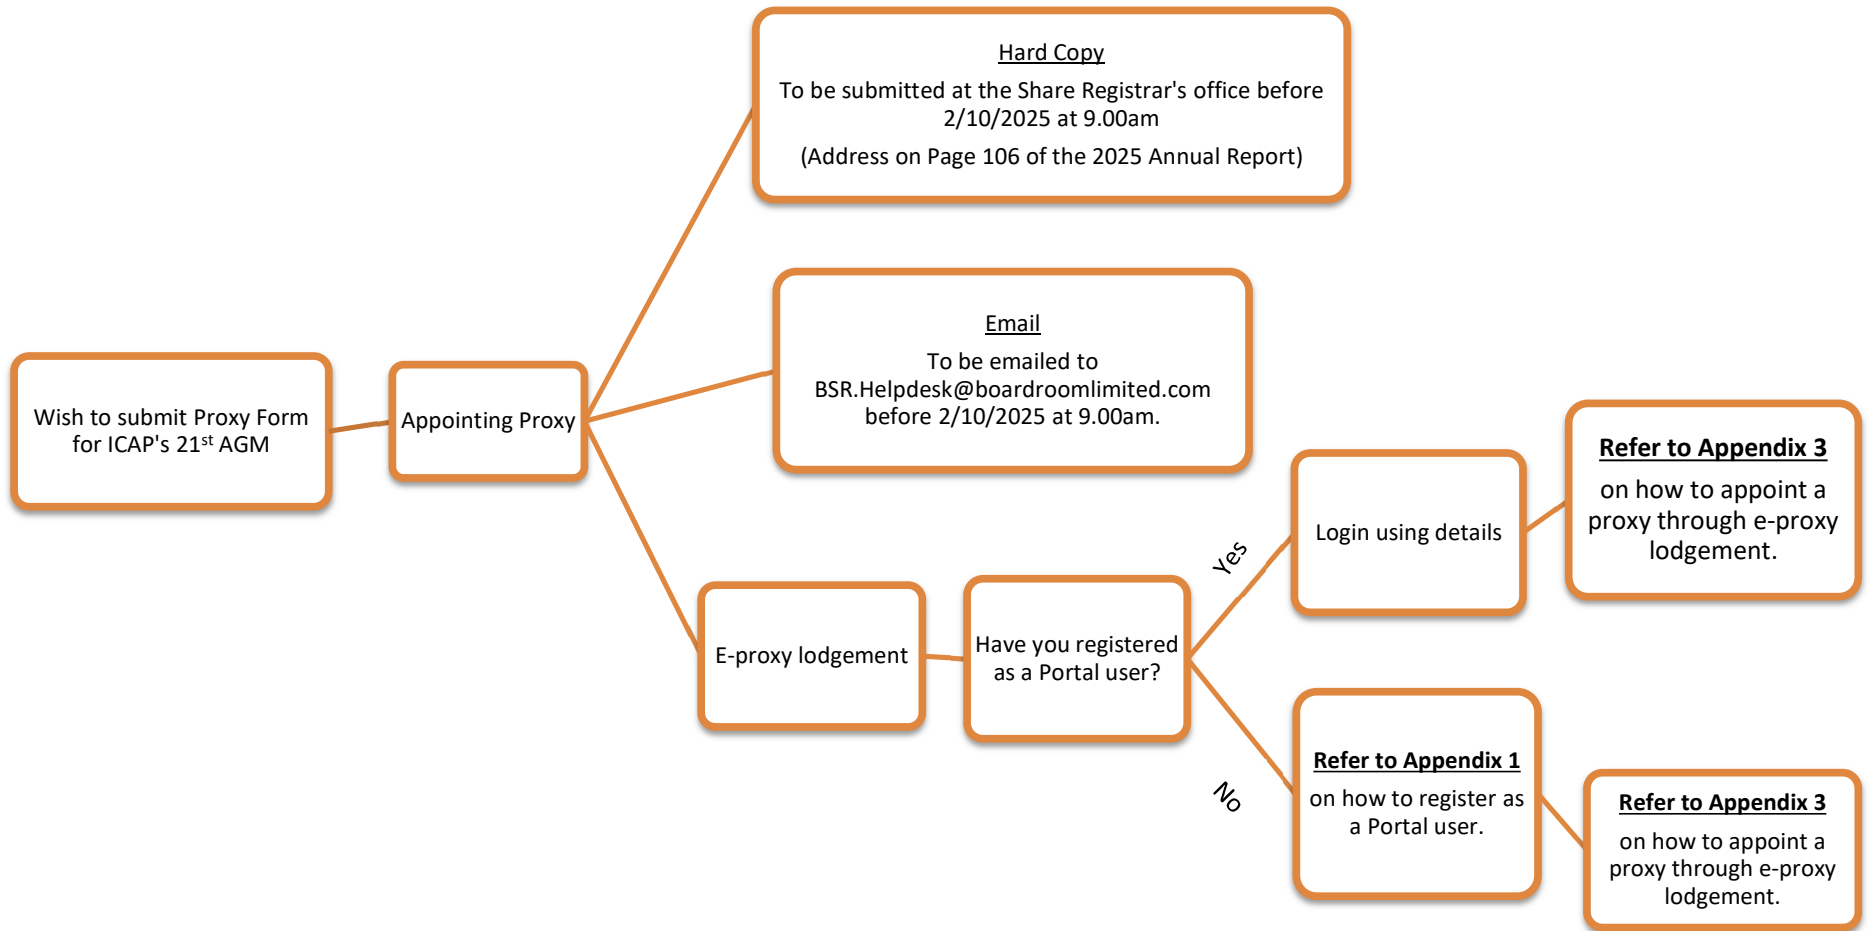 Wish to submit Proxy Form
for ICAP's 21st AGM
Appointing Proxy
Hard Copy
To be submitted at the Share Registrar's office before
2/10/2025 at 9.00am
(Address on Page 106 of the 2025 Annual Report)
Email
To be emailed to
BSR.Helpdesk@boardroomlimited.com
before 2/10/2025 at 9.00am.
E-proxy lodgement
Have you registered
as a Portal user?
Yes
Login using details
Refer to Appendix 3
on how to appoint a
proxy through e-proxy
lodgement.
No
Refer to Appendix 1
on how to register as
a Portal user.
Refer to Appendix 3
on how to appoint a
proxy through e-proxy
lodgement.